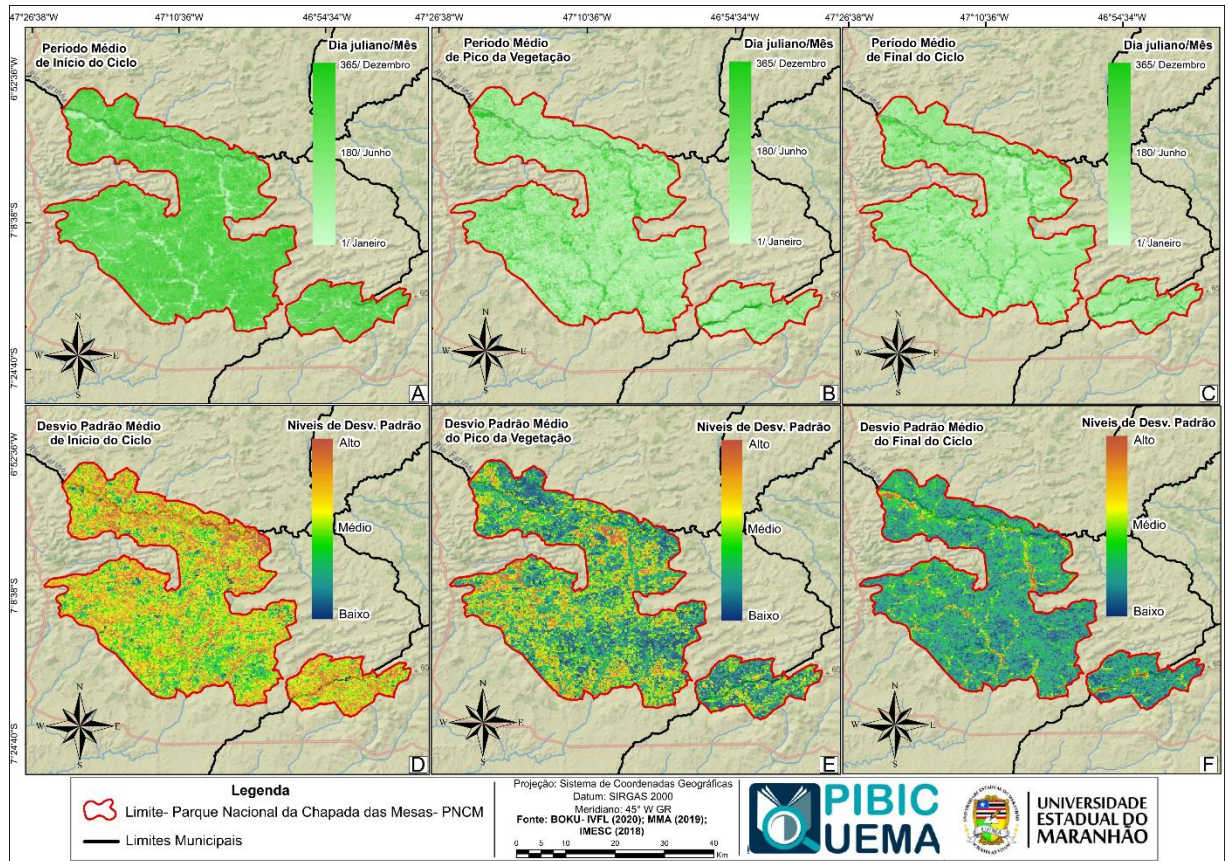 47°26'38"W 47°10'36"W 46°54'34"W 47°26'38"W 47°10'36"W 46°54'34"W 47°26'38"W 47°10'36"W 46°54'34"W
6°52'36"W
7°8'38"S
7°24'40"S
Período Médio
de Início do Ciclo
Dia juliano/Mês
365/ Dezembro
180/ Junho
1/ Janeiro
N
W E
S
A
Período Médio
de Pico da Vegetação
Dia juliano/Mês
365/ Dezembro
180/ Junho
1/ Janeiro
N
W E
S
B
Período Médio
de Final do Ciclo
Dia juliano/Mês
365/ Dezembro
180/ Junho
1/ Janeiro
N
W E
S
C
6°52'36"W
7°8'38"S
7°24'40"S
Desvio Padrão Médio
de Início do Ciclo
Niveis de Desv. Padrão
Alto
Médio
Baixo
N
W E
S
D
Desvio Padrão Médio
do Pico da Vegetação
Niveis de Desv. Padrão
Alto
Médio
Baixo
N
W E
S
E
Desvio Padrão Médio
do Final do Ciclo
Niveis de Desv. Padrão
Alto
Médio
Baixo
N
W E
S
F
Legenda
Limite- Parque Nacional da Chapada das Mesas- PNCM
Limites Municipais
Projeção: Sistema de Coordenadas Geográficas
Datum: SIRGAS 2000
Meridiano: 45° W GR
Fonte: BOKU- IVFL (2020); MMA (2019);
IMESC (2018)
0 5 10 20 30 40
Km
PIBIC
UEMA
UEMA
UNIVERSIDADE
ESTADUAL DO
MARANHÃO